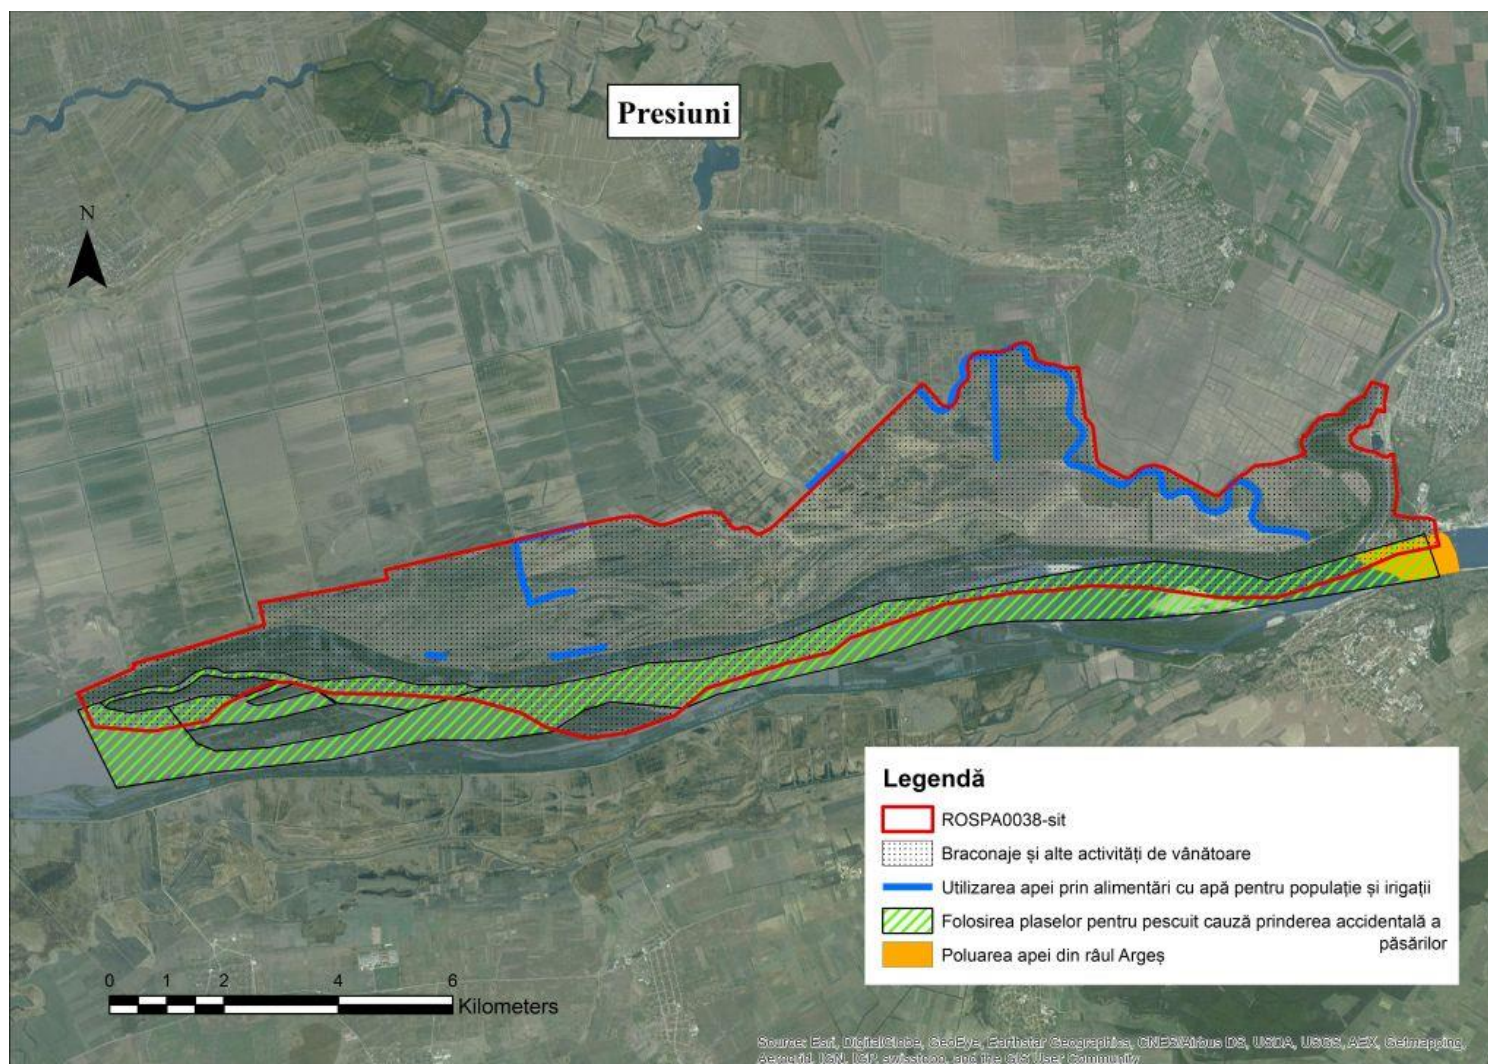 Presiuni
N
Legendă
ROSPA0038-sit
Braconaje și alte activități de vânătoare
Utilizarea apei prin alimentări cu apă pentru populație și irigații
Folosirea plaselor pentru pescuit cauză prinderea accidentală a
păsărilor
Poluarea apei din râul Argeș
0 1 2 4 6
Kilometers
Source: Esri, DigitalGlobe, GeoEye, Earthstar Geographics, CNES/Airbus DS, USDA, USGS, AEX, Getmapping,
Aerogrid, IGN, IGP, swisstopo, and the GIS User Community